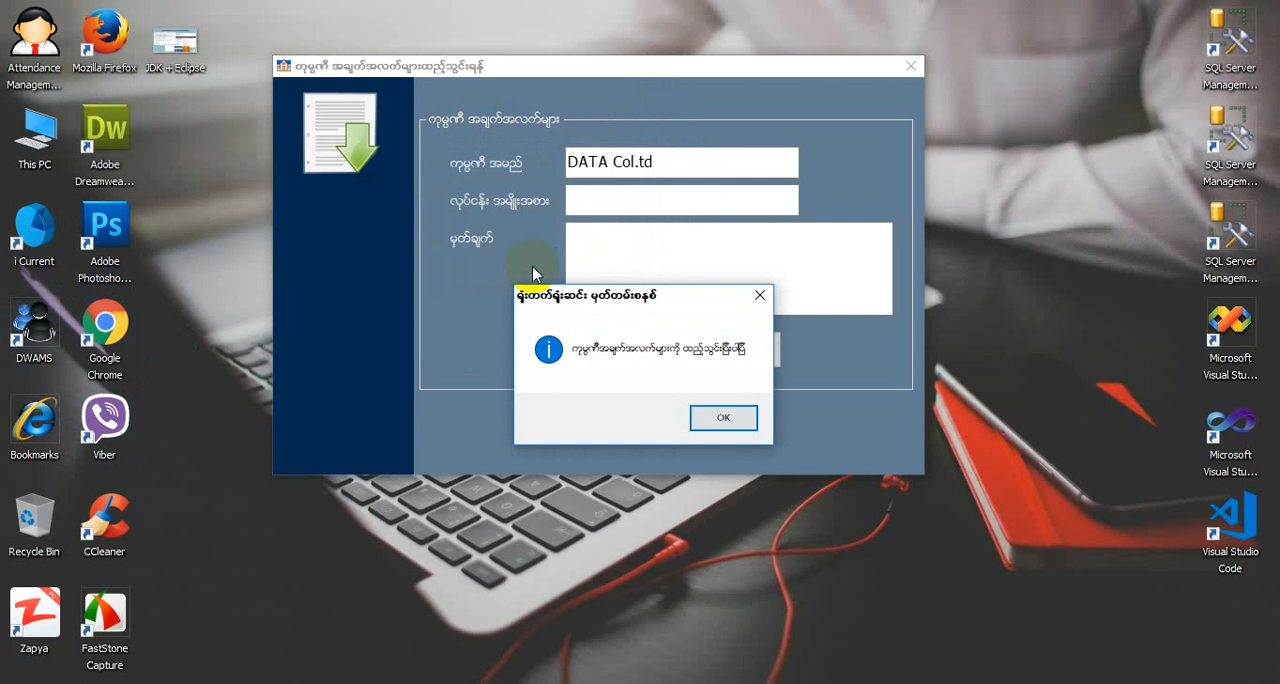 Attendance
Managem...
Mozilla Firefox
JDK + Eclipse
This PC
Dw
Adobe
Dreamwea...
i Current
Ps
Adobe
Photosho...
DWAMS
Google
Chrome
Bookmarks
Viber
Recycle Bin
CCleaner
Zapya
FastStone
Capture
ကုမ္ပဏီ အချက်အလက်များထည့်သွင်းရန်
ကုမ္ပဏီ အချက်အလက်များ
ကုမ္ပဏီ အမည်
DATA Col.td
လုပ်ငန်း အမျိုးအစား
မှတ်ချက်
ရုံးတက်ရုံးဆင်း မှတ်တမ်းစနစ်
ကုမ္ပဏီအချက်အလက်များကို ထည့်သွင်းပြီးပါပြီ
OK
SQL Server
Managem...
SQL Server
Managem...
SQL Server
Managem...
Microsoft
Visual Stu...
Microsoft
Visual Stu...
Visual Studio
Code